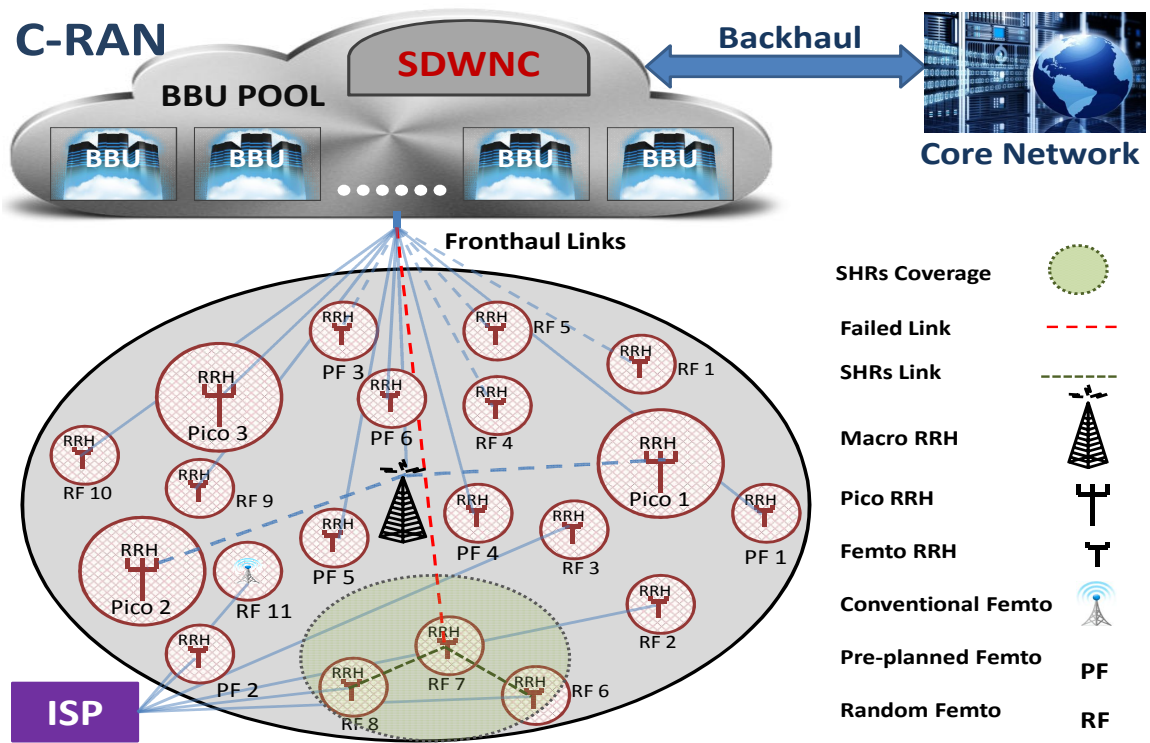 C-RAN
SDWNC
Backhaul
BBU POOL
BBU
BBU
BBU
BBU
Core Network
Fronthaul Links
RRH
PF 3
RRH
RF 5
RRH
RF 1
RRH
Pico 3
RRH
PF 6
RRH
RF 4
RRH
RF 10
RRH
RF 9
RRH
Pico 1
RRH
PF 5
RRH
PF 4
RRH
RF 3
RRH
PF 1
RRH
Pico 2
RF 11
RRH
PF 2
RRH
RF 2
RRH
RF 7
RRH
RF 8
RRH
RF 6
ISP
SHRs Coverage
Failed Link
SHRs Link
Macro RRH
Pico RRH
Femto RRH
Conventional Femto
Pre-planned Femto PF
Random Femto RF